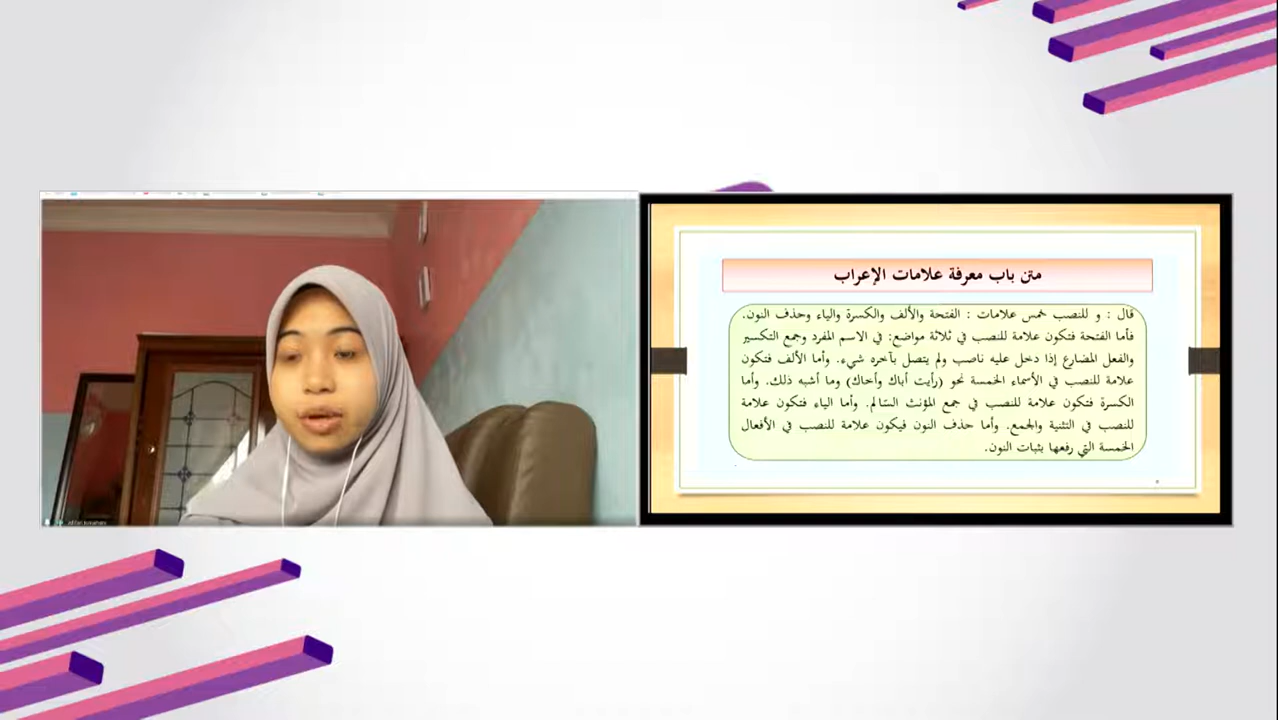 متن باب معرفة علامات الإعراب
قال : و للنصب خمس علامات : الفتحة والألف والكسرة والياء وحذف النون.
فأما الفتحة فتكون علامة للنصب في ثلاثة مواضع: في الاسم المفرد وجمع التكسير
والفعل المضارع إذا دخل عليه ناصب ولم يتصل بآخره شيء. وأما الألف فتكون
علامة للنصب في الأسماء الخمسة نحو (رأيت أباك وأخاك) وما أشبه ذلك. وأما
الكسرة فتكون علامة للنصب في جمع المؤنث السّالم. وأما الياء فتكون علامة
للنصب في التثنية والجمع. وأما حذف النون فيكون علامة للنصب في الأفعال
الخمسة التي رفعها بثبات النون.